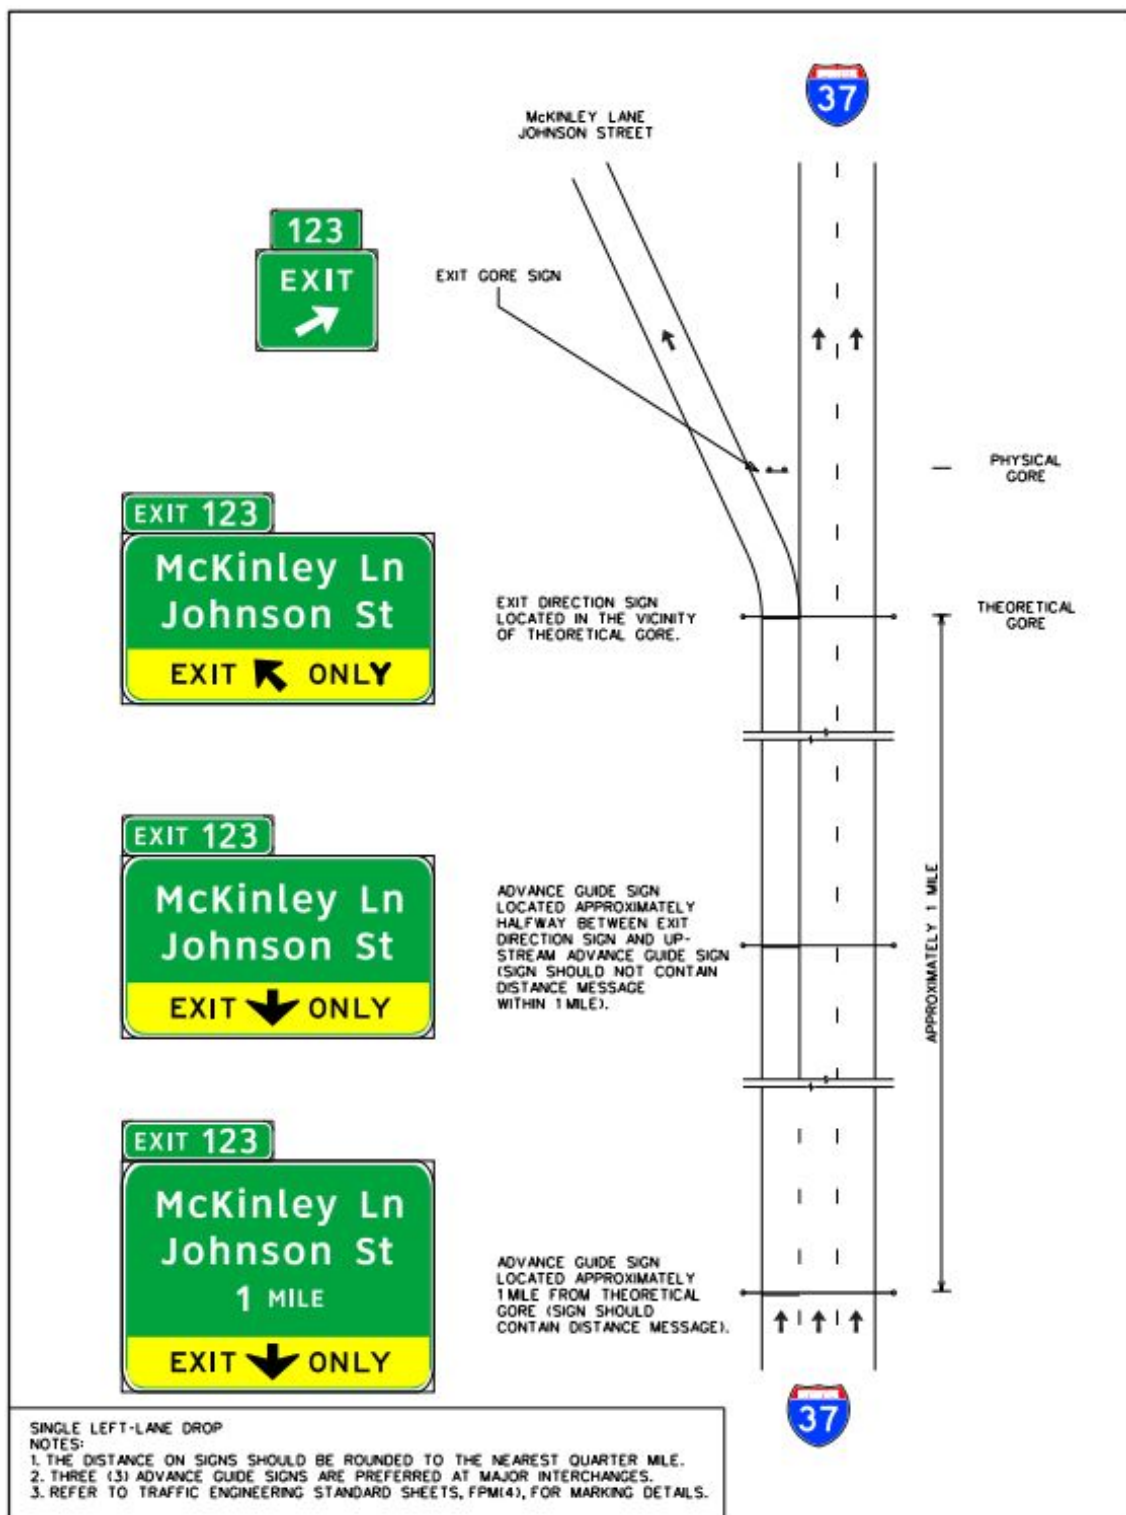 37
McKINLEY LANE
JOHNSON STREET
123
EXIT
EXIT GORE SIGN
PHYSICAL
GORE
EXIT 123
McKinley Ln
Johnson St
EXIT ONLY
EXIT DIRECTION SIGN
LOCATED IN THE VICINITY
OF THEORETICAL GORE.
THEORETICAL
GORE
EXIT 123
McKinley Ln
Johnson St
EXIT ONLY
ADVANCE GUIDE SIGN
LOCATED APPROXIMATELY
HALFWAY BETWEEN EXIT
DIRECTION SIGN AND UP-
STREAM ADVANCE GUIDE SIGN
(SIGN SHOULD NOT CONTAIN
DISTANCE MESSAGE
WITHIN 1 MILE).
APPROXIMATELY 1 MILE
EXIT 123
McKinley Ln
Johnson St
1 MILE
EXIT ONLY
ADVANCE GUIDE SIGN
LOCATED APPROXIMATELY
1 MILE FROM THEORETICAL
GORE (SIGN SHOULD
CONTAIN DISTANCE MESSAGE).
37
SINGLE LEFT-LANE DROP
NOTES:
1. THE DISTANCE ON SIGNS SHOULD BE ROUNDED TO THE NEAREST QUARTER MILE.
2. THREE (3) ADVANCE GUIDE SIGNS ARE PREFERRED AT MAJOR INTERCHANGES.
3. REFER TO TRAFFIC ENGINEERING STANDARD SHEETS, FPM(4), FOR MARKING DETAILS.